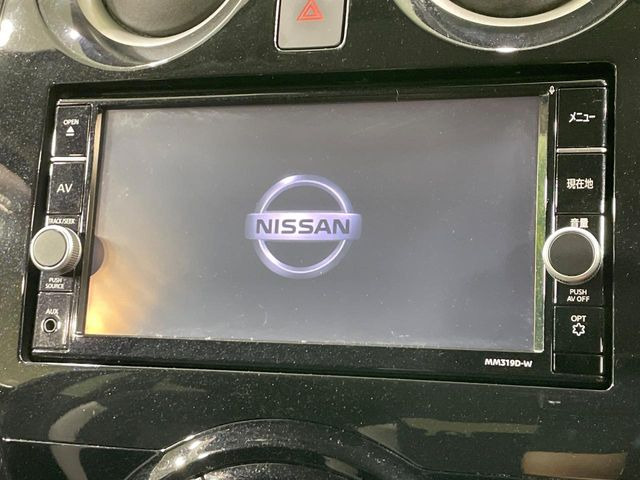 OPEN
AV
TRACK/SEEK
PUSH
SOURCE
AUX
NISSAN
メニュー
現在地
音量
PUSH
AV OFF
OPT
MM319D-W